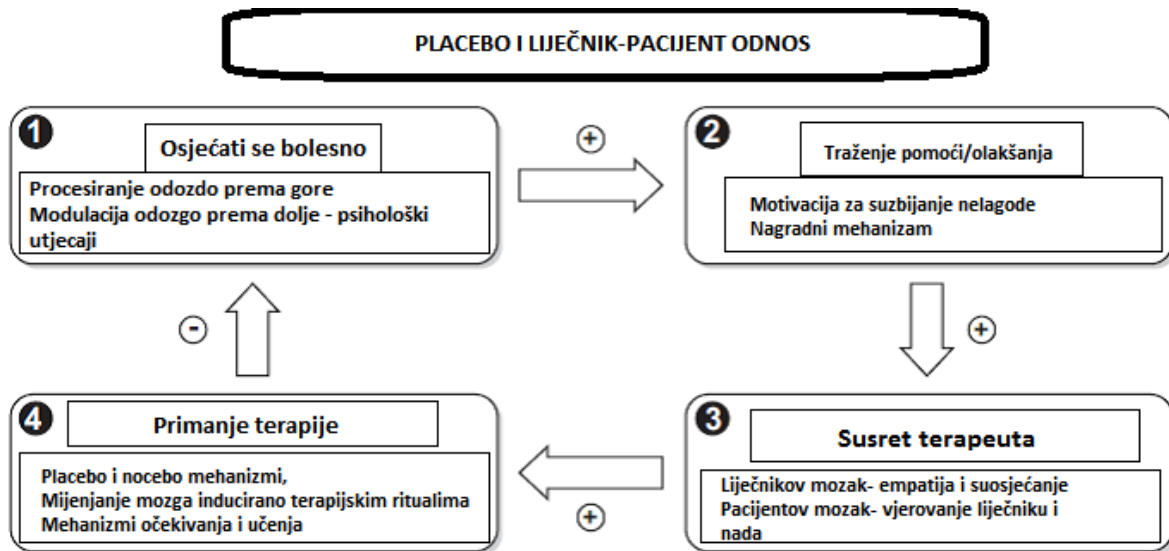 PLACEBO I LIJEČNIK-PACIJENT ODNOS
1
Osjećati se bolesno
Procesiranje odozdo prema gore
Modulacija odozgo prema dolje - psihološki
utjecaji
+
2
Traženje pomoći/olakšanja
Motivacija za suzbijanje nelagode
Nagradni mehanizam
-
+
4
Primanje terapije
Placebo i nocebo mehanizmi,
Mijenjanje mozga inducirano terapijskim ritualima
Mehanizmi očekivanja i učenja
+
3
Susret terapeuta
Liječnikov mozak- empatija i suosjećanje
Pacijentov mozak- vjerovanje liječniku i
nada